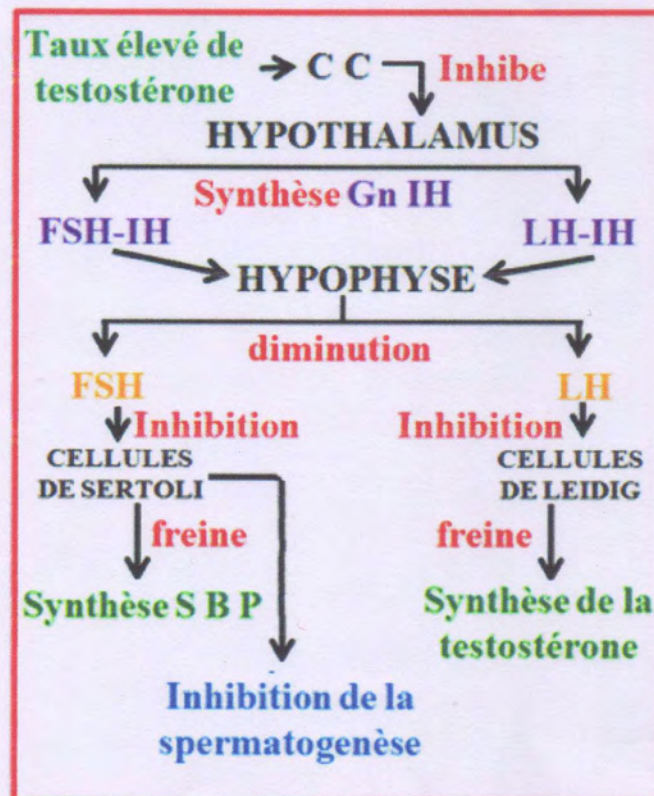 Taux élevé de
testostérone
C C
Inhibe
HYPOTHALAMUS
Synthèse Gn IH
FSH-IH
LH-IH
HYPOPHYSE
diminution
FSH
LH
Inhibition
Inhibition
CELLULES
DE SERTOLI
CELLULES
DE LEIDIG
freine
freine
Synthèse S B P
Synthèse de la
testostérone
Inhibition de la
spermatogenèse